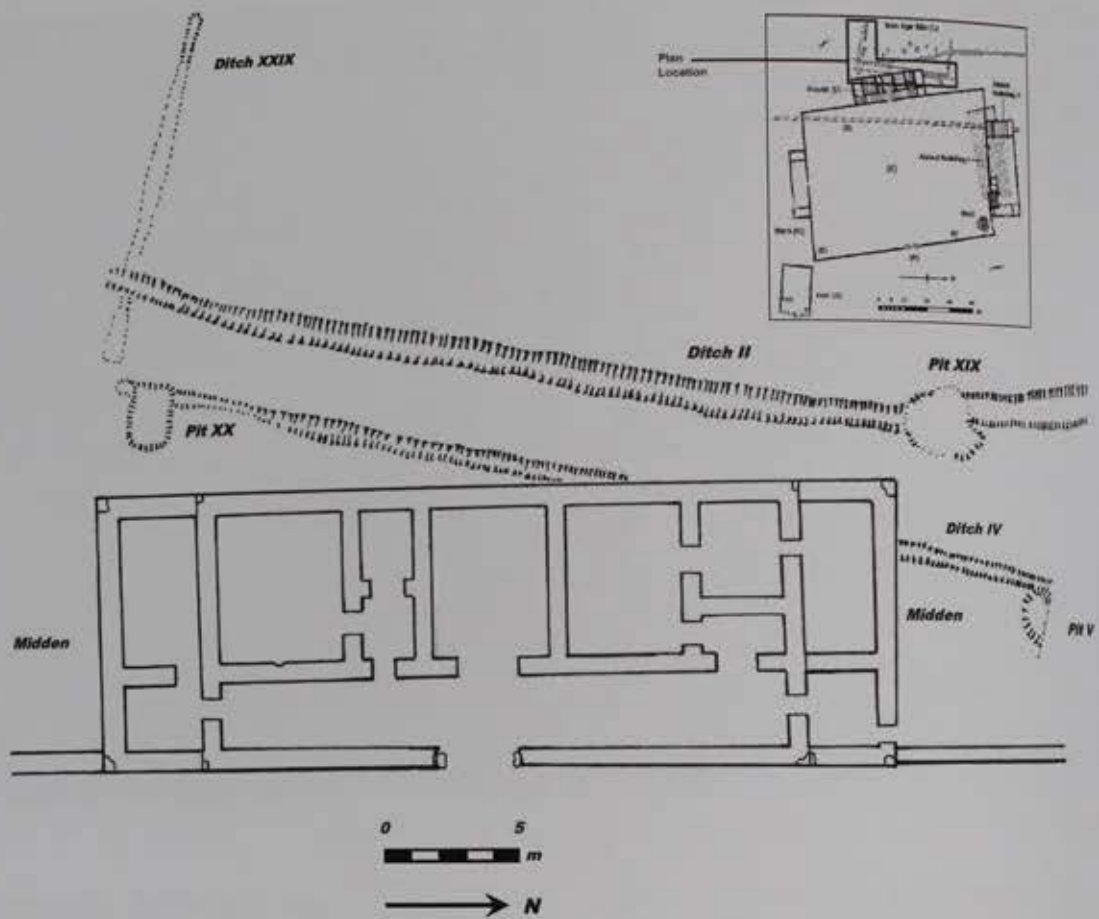 Ditch XXIX
Plan
Location
Ditch II
Pit XIX
Pit XX
Ditch IV
Midden
Midden
Pit V
0 5
m
N